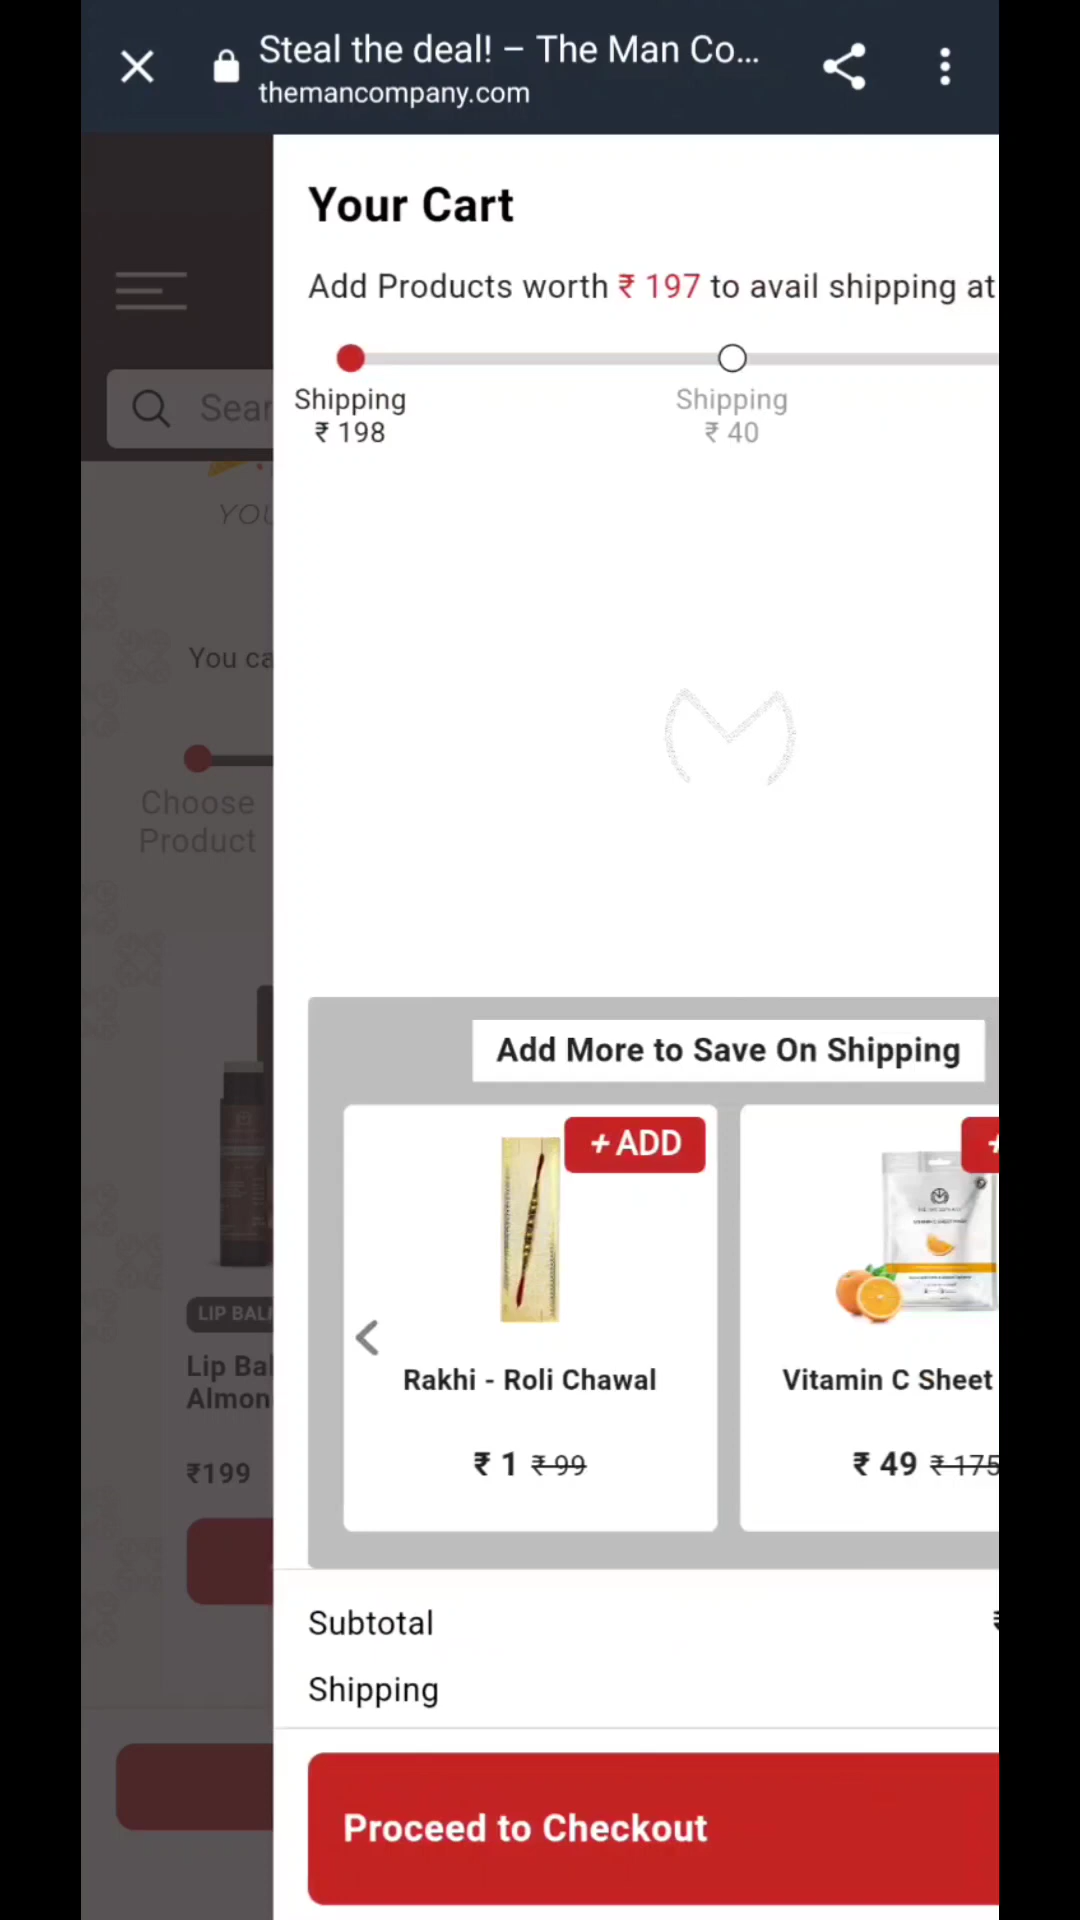 Steal the deal! – The Man Co...
themancompany.com
Your Cart
Add Products worth ₹ 197 to avail shipping at
Shipping
₹ 198
Shipping
₹ 40
Sear
YOU
You ca
Choose
Product
Add More to Save On Shipping
+ ADD
+
Rakhi - Roli Chawal
₹ 1 ₹ 99
Vitamin C Sheet
₹ 49 ₹ 175
LIP BAL
Lip Bal
Almon
₹199
Subtotal
₹
Shipping
Proceed to Checkout